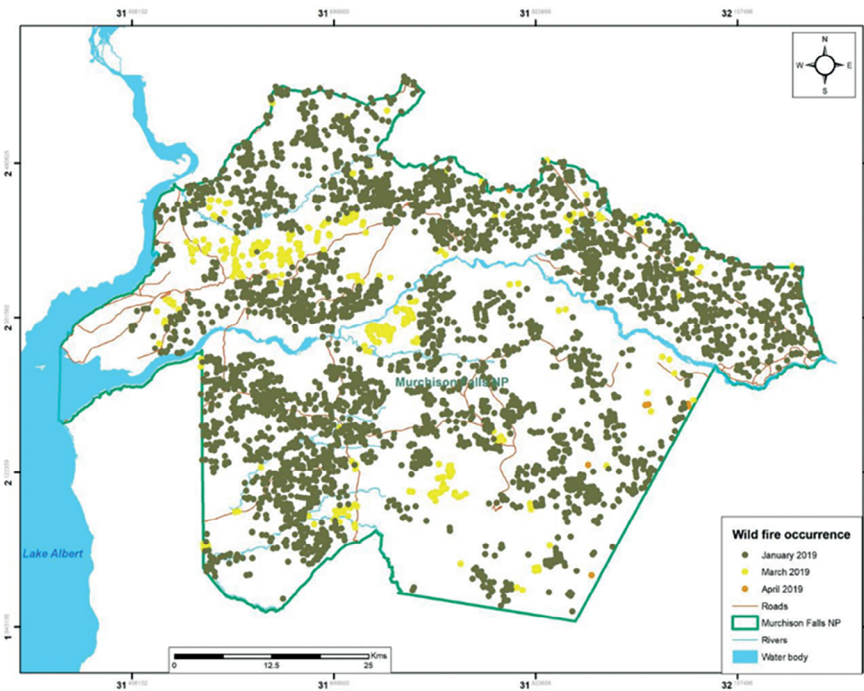 31
31
31
32
N
W E
S
2
2
2
1
Murchison Falls NP
Lake Albert
Wild fire occurrence
January 2019
March 2019
April 2019
Roads
Murchison Falls NP
Rivers
Water body
Kms
0 12.5 25
31
31
31
32